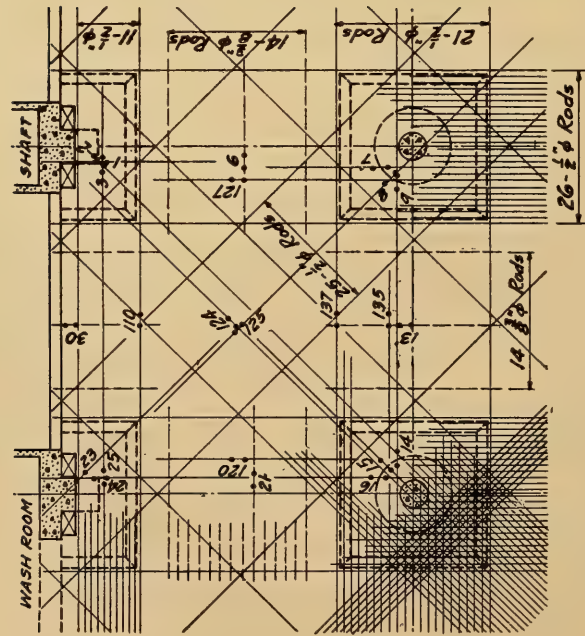 11-½"φ
14-⅜"φ
Rods
21-½"φ
Rods
SHAFT
26-½"φ Rods
2
1
3
6
127
7
8
9
25-½"φ Rods
137
135
13
124
125
110
30
14 ⅜"φ Rods
23
25
24
120
12
14
15
16
WASH ROOM